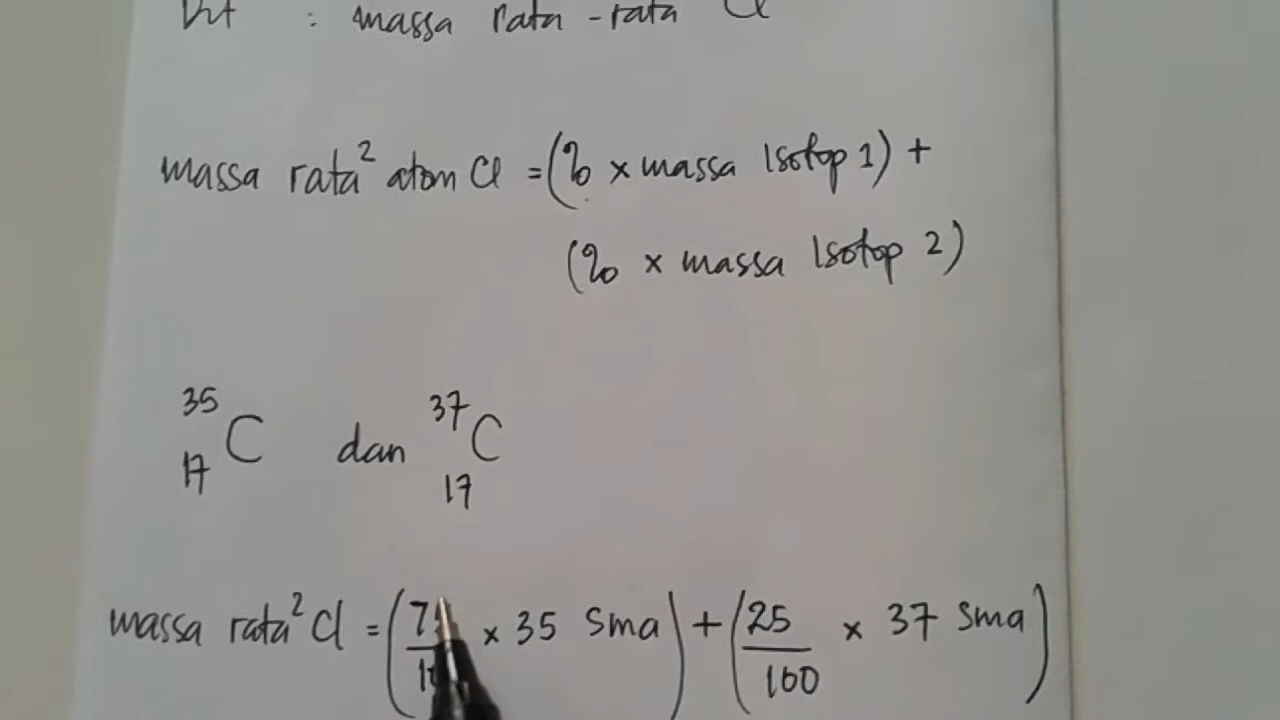 : massa rata-rata Cl
massa rata² atom Cl = (% x massa Isotop 1) +
(% x massa Isotop 2)
35 17 C dan 37 17 C
massa rata² Cl = ( x 35 Sma) + (25/100 x 37 Sma)